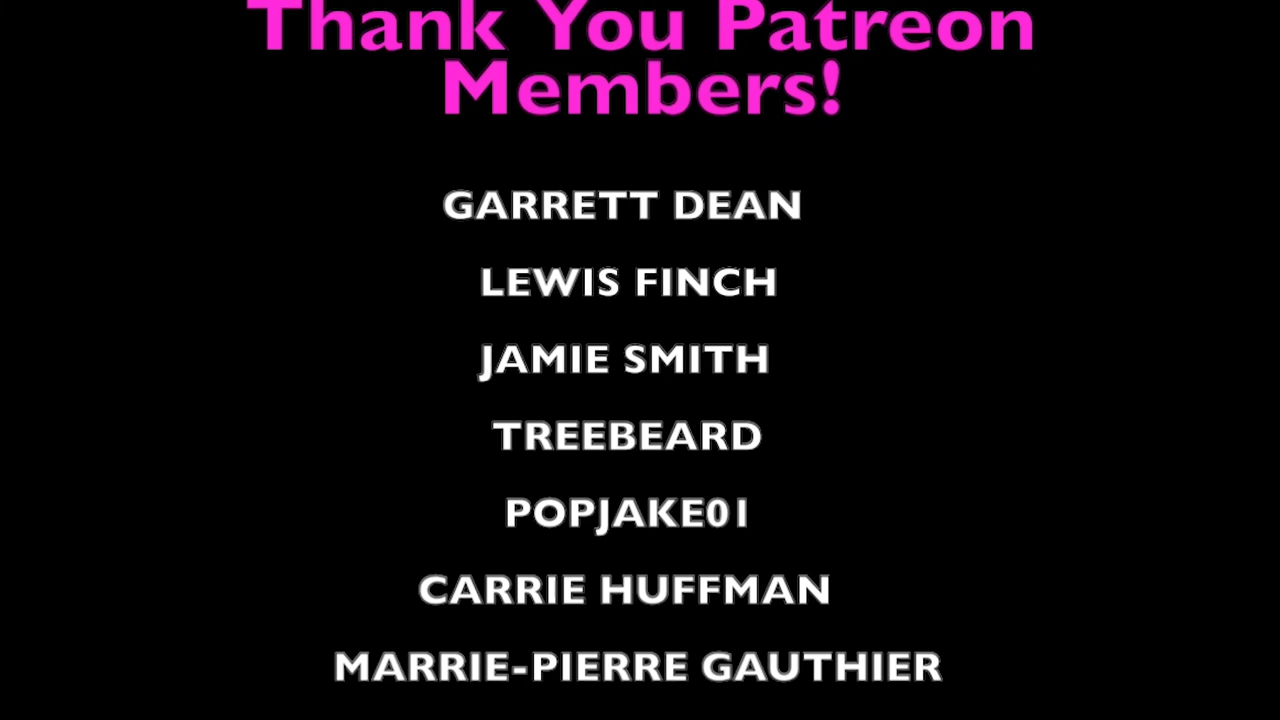 Thank You Patreon
Members!
GARRETT DEAN
LEWIS FINCH
JAMIE SMITH
TREEBEARD
POPJAKE01
CARRIE HUFFMAN
MARRIE-PIERRE GAUTHIER